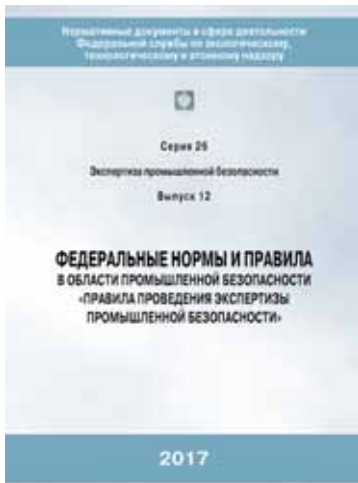 Нормативные документы в сфере деятельности
Федеральной службы по экологическому,
технологическому и атомному надзору
Серия 26
Экспертиза промышленной безопасности
Выпуск 12
ФЕДЕРАЛЬНЫЕ НОРМЫ И ПРАВИЛА
В ОБЛАСТИ ПРОМЫШЛЕННОЙ БЕЗОПАСНОСТИ
«ПРАВИЛА ПРОВЕДЕНИЯ ЭКСПЕРТИЗЫ
ПРОМЫШЛЕННОЙ БЕЗОПАСНОСТИ»
2017